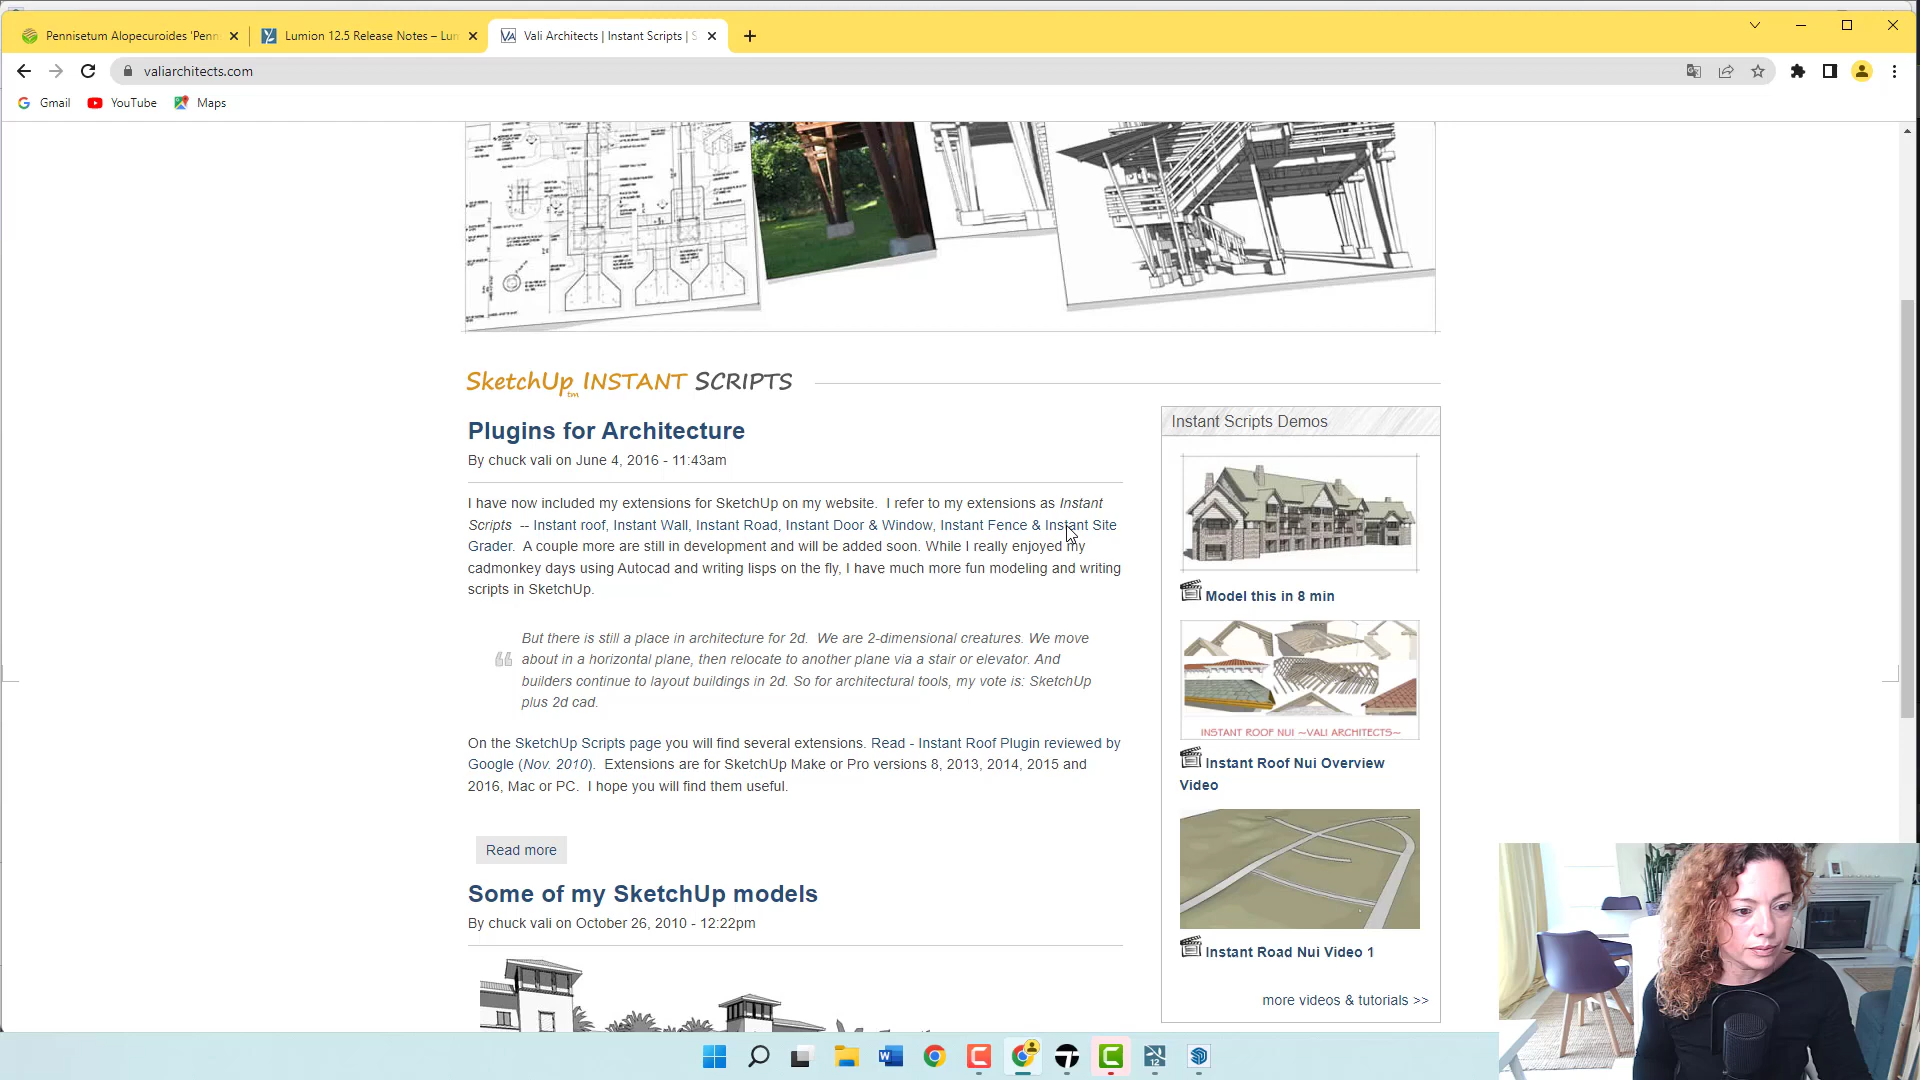 Pennisetum Alopecuroides 'Penn
Lumion 12.5 Release Notes – Lum
Vali Architects | Instant Scripts | S
valiarchitects.com
Gmail
YouTube
Maps
SketchUp INSTANT SCRIPTS
tm
Plugins for Architecture
By chuck vali on June 4, 2016 - 11:43am
I have now included my extensions for SketchUp on my website. I refer to my extensions as Instant
Scripts -- Instant roof, Instant Wall, Instant Road, Instant Door & Window, Instant Fence & Instant Site
Grader. A couple more are still in development and will be added soon. While I really enjoyed my
cadmonkey days using Autocad and writing lisps on the fly, I have much more fun modeling and writing
scripts in SketchUp.
But there is still a place in architecture for 2d. We are 2-dimensional creatures. We move
about in a horizontal plane, then relocate to another plane via a stair or elevator. And
builders continue to layout buildings in 2d. So for architectural tools, my vote is: SketchUp
plus 2d cad.
On the SketchUp Scripts page you will find several extensions. Read - Instant Roof Plugin reviewed by
Google (Nov. 2010). Extensions are for SketchUp Make or Pro versions 8, 2013, 2014, 2015 and
2016, Mac or PC. I hope you will find them useful.
Read more
Some of my SketchUp models
By chuck vali on October 26, 2010 - 12:22pm
Instant Scripts Demos
Model this in 8 min
INSTANT ROOF NUI ~VALI ARCHITECTS~
Instant Roof Nui Overview
Video
Instant Road Nui Video 1
more videos & tutorials >>
12